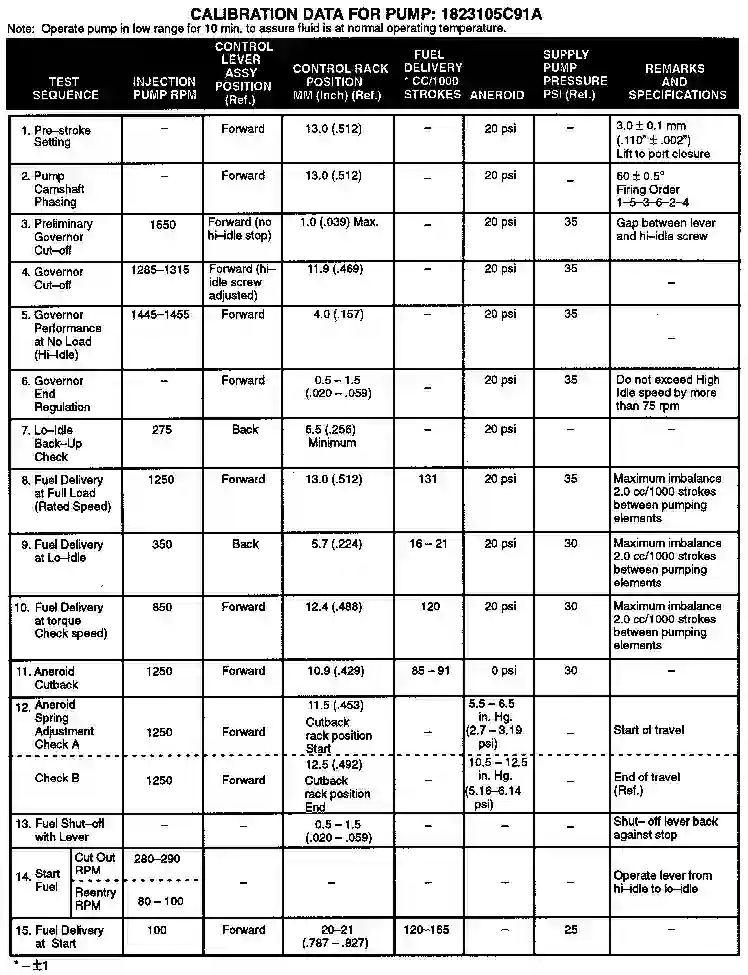 CALIBRATION DATA FOR PUMP: 1823105C91A
Note: Operate pump in low range for 10 min. to assure fluid is at normal operating temperature.
TEST SEQUENCE | INJECTION PUMP RPM | CONTROL LEVER ASSY POSITION (Ref.) | CONTROL RACK POSITION MM (Inch) (Ref.) | FUEL DELIVERY * CC/1000 STROKES | ANEROID | SUPPLY PUMP PRESSURE PSI (Ref.) | REMARKS AND SPECIFICATIONS
1. Pre-stroke Setting | – | Forward | 13.0 (.512) | – | 20 psi | – | 3.0 ± 0.1 mm (.110" ± .002") Lift to port closure
2. Pump Camshaft Phasing | – | Forward | 13.0 (.512) | – | 20 psi | – | 60 ± 0.5° Firing Order 1-5-3-6-2-4
3. Preliminary Governor Cut-off | 1650 | Forward (no hi-idle stop) | 1.0 (.039) Max. | – | 20 psi | 35 | Gap between lever and hi-idle screw
4. Governor Cut-off | 1285-1315 | Forward (hi-idle screw adjusted) | 11.9 (.469) | – | 20 psi | 35 | –
5. Governor Performance at No Load (Hi-Idle) | 1445-1455 | Forward | 4.0 (.157) | – | 20 psi | 35 | –
6. Governor End Regulation | – | Forward | 0.5 – 1.5 (.020 – .059) | – | 20 psi | 35 | Do not exceed High Idle speed by more than 75 rpm
7. Lo-Idle Back-Up Check | 275 | Back | 6.5 (.256) Minimum | – | 20 psi | – | –
8. Fuel Delivery at Full Load (Rated Speed) | 1250 | Forward | 13.0 (.512) | 131 | 20 psi | 35 | Maximum imbalance 2.0 cc/1000 strokes between pumping elements
9. Fuel Delivery at Lo-Idle | 350 | Back | 5.7 (.224) | 16 – 21 | 20 psi | 30 | Maximum imbalance 2.0 cc/1000 strokes between pumping elements
10. Fuel Delivery at torque Check speed) | 850 | Forward | 12.4 (.488) | 120 | 20 psi | 30 | Maximum imbalance 2.0 cc/1000 strokes between pumping elements
11. Aneroid Cutback | 1250 | Forward | 10.9 (.429) | 85 – 91 | 0 psi | 30 | –
12. Aneroid Spring Adjustment Check A | 1250 | Forward | 11.5 (.453) Cutback rack position Start | – | 5.5 – 6.5 in. Hg. (2.7 – 3.19 psi) | – | Start of travel
Check B | 1250 | Forward | 12.5 (.492) Cutback rack position End | – | 10.5 – 12.5 in. Hg. (5.16–6.14 psi) | – | End of travel (Ref.)
13. Fuel Shut-off with Lever | – | – | 0.5 – 1.5 (.020 – .059) | – | – | – | Shut- off lever back against stop
14. Start Fuel | Cut Out RPM | 280-290 | – | – | – | – | – | Operate lever from hi-idle to lo-idle
Reentry RPM | 80 – 100
15. Fuel Delivery at Start | 100 | Forward | 20–21 (.787 – .827) | 120–165 | – | 25 | –
* – ±1